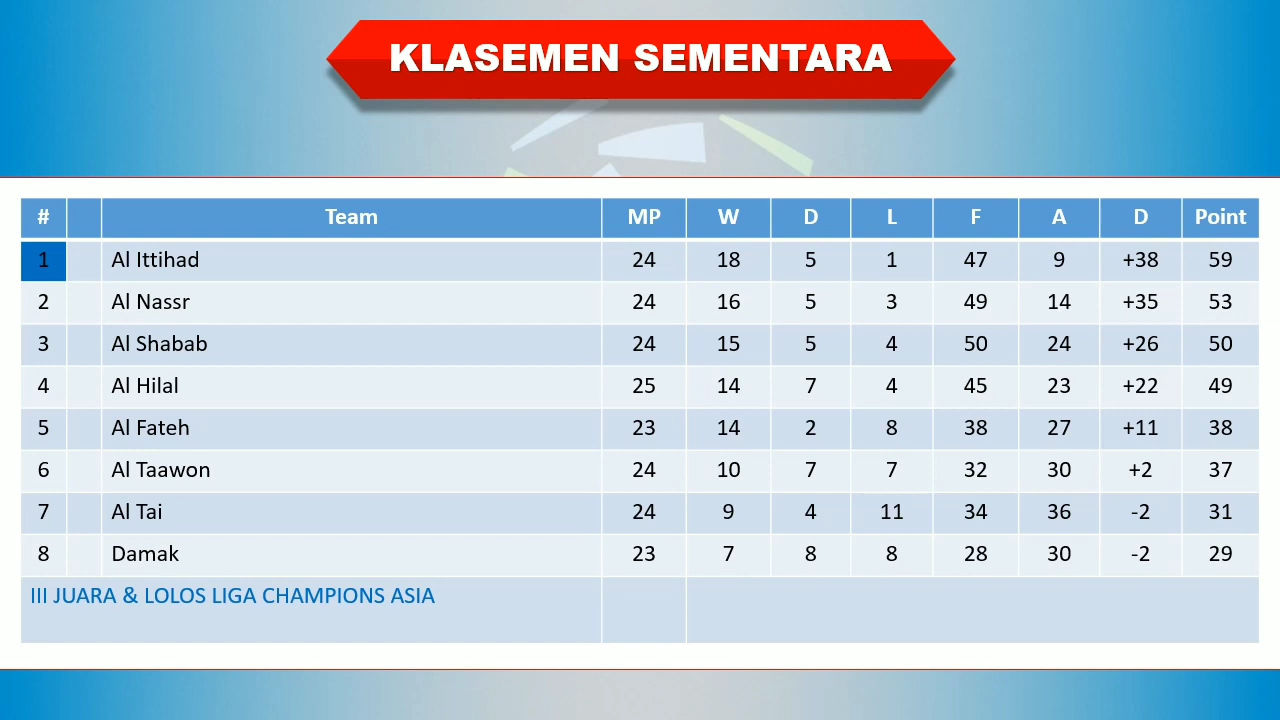 KLASEMEN SEMENTARA
# Team MP W D L F A D Point
1 Al Ittihad 24 18 5 1 47 9 +38 59
2 Al Nassr 24 16 5 3 49 14 +35 53
3 Al Shabab 24 15 5 4 50 24 +26 50
4 Al Hilal 25 14 7 4 45 23 +22 49
5 Al Fateh 23 14 2 8 38 27 +11 38
6 Al Taawon 24 10 7 7 32 30 +2 37
7 Al Tai 24 9 4 11 34 36 -2 31
8 Damak 23 7 8 8 28 30 -2 29
III JUARA & LOLOS LIGA CHAMPIONS ASIA